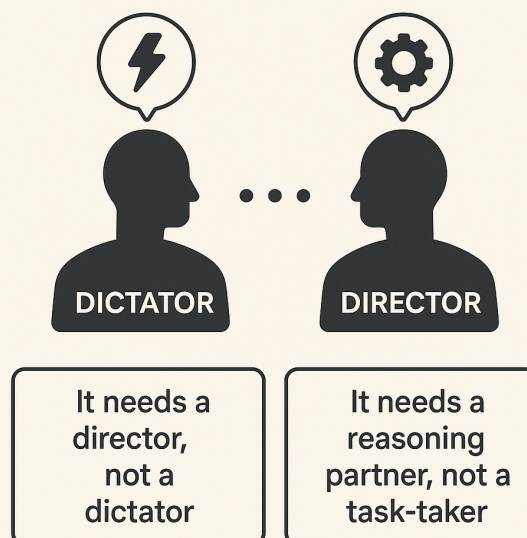 DICTATOR
DIRECTOR
It needs a
director,
not a
dictator
It needs a
reasoning
partner, not a
task-taker